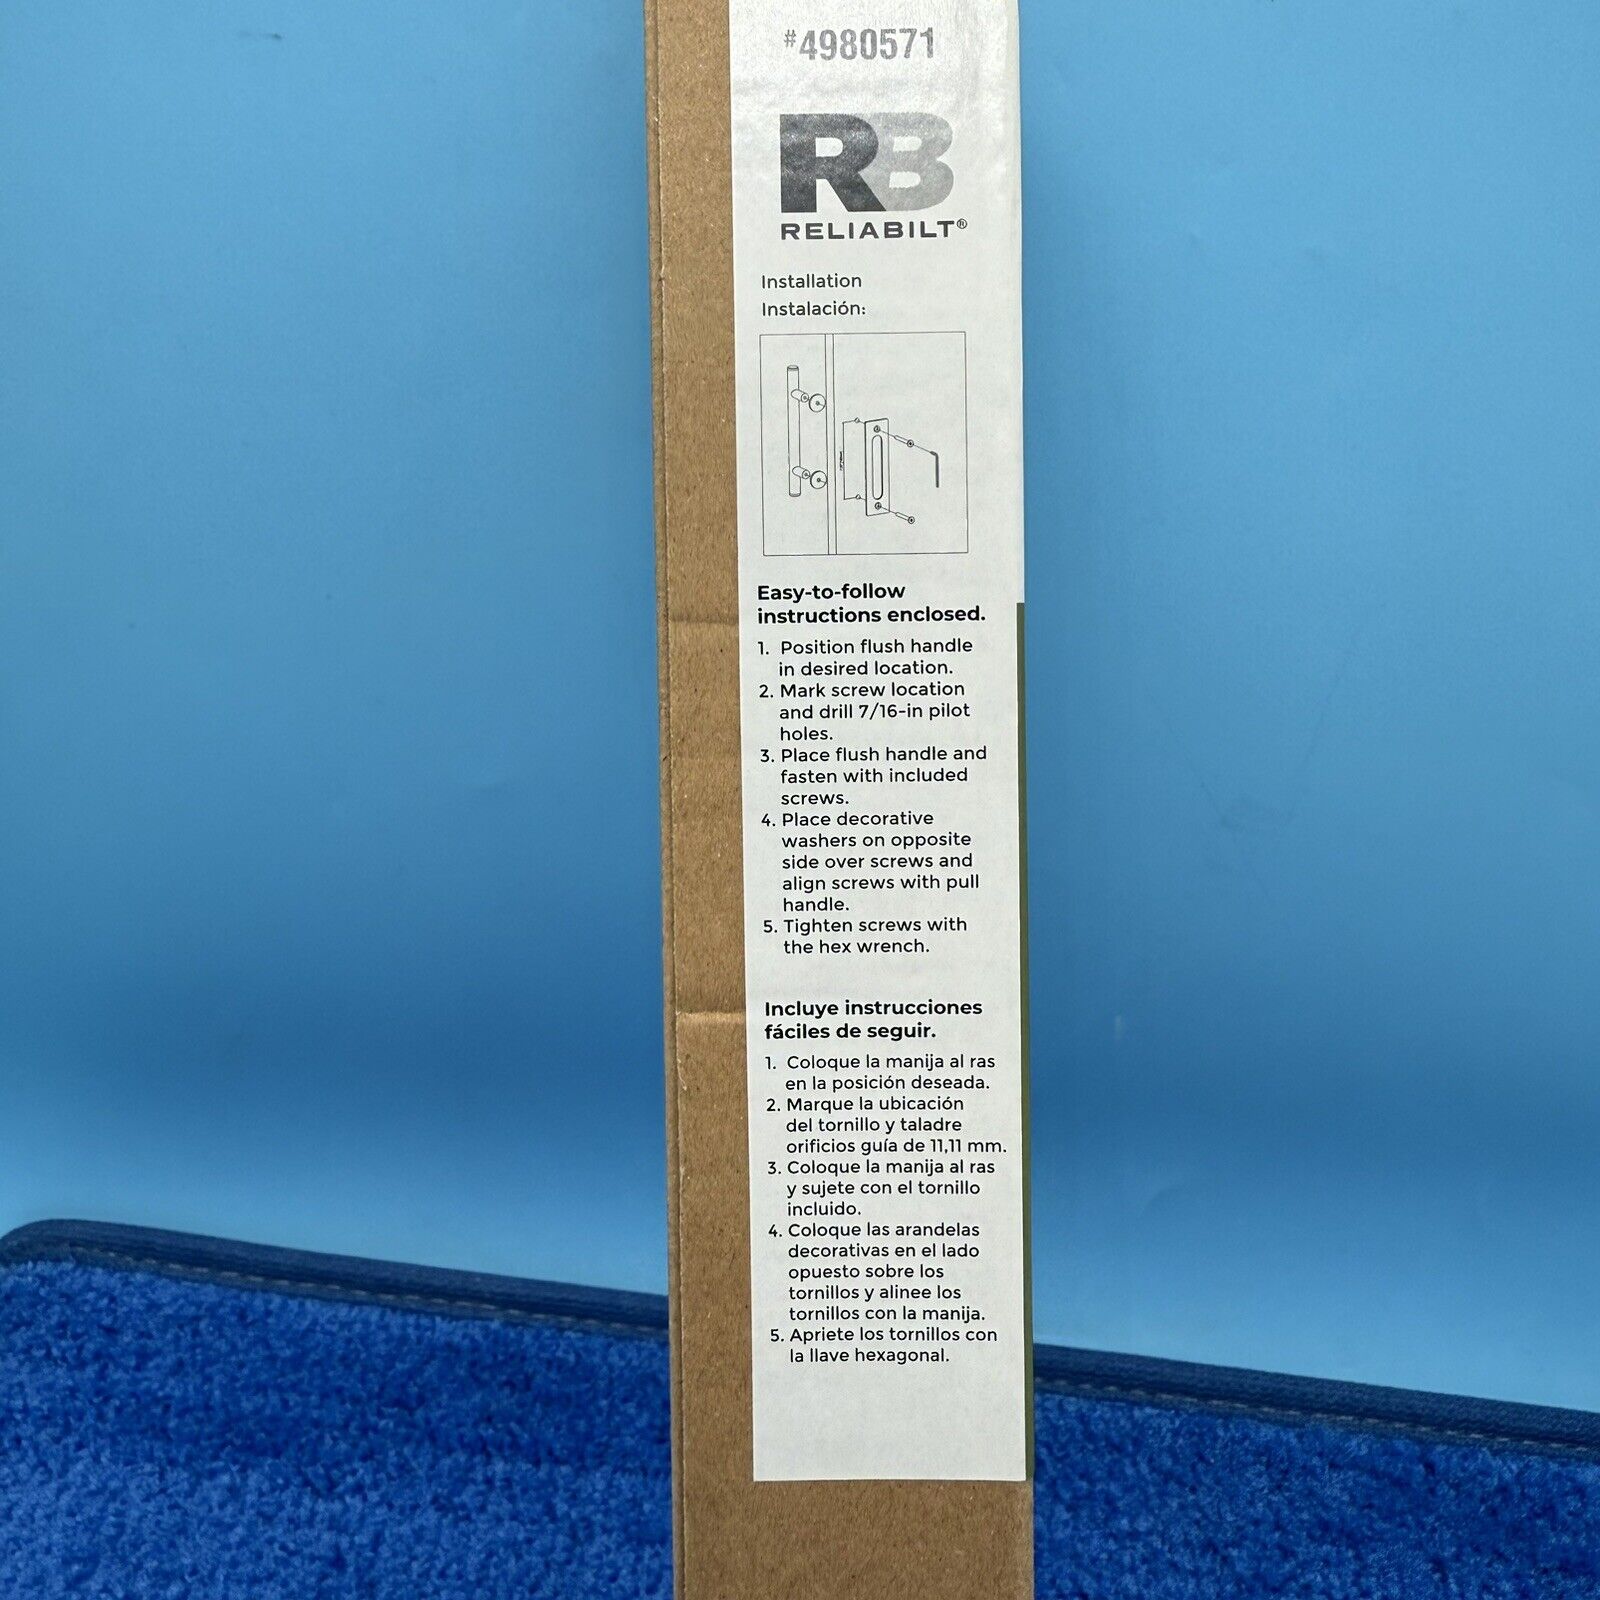 #4980571
RB
RELIABILT®
Installation
Instalación:
Easy-to-follow
instructions enclosed.
1. Position flush handle
in desired location.
2. Mark screw location
and drill 7/16-in pilot
holes.
3. Place flush handle and
fasten with included
screws.
4. Place decorative
washers on opposite
side over screws and
align screws with pull
handle.
5. Tighten screws with
the hex wrench.
Incluye instrucciones
fáciles de seguir.
1. Coloque la manija al ras
en la posición deseada.
2. Marque la ubicación
del tornillo y taladre
orificios guía de 11,11 mm.
3. Coloque la manija al ras
y sujete con el tornillo
incluido.
4. Coloque las arandelas
decorativas en el lado
opuesto sobre los
tornillos y alinee los
tornillos con la manija.
5. Apriete los tornillos con
la llave hexagonal.